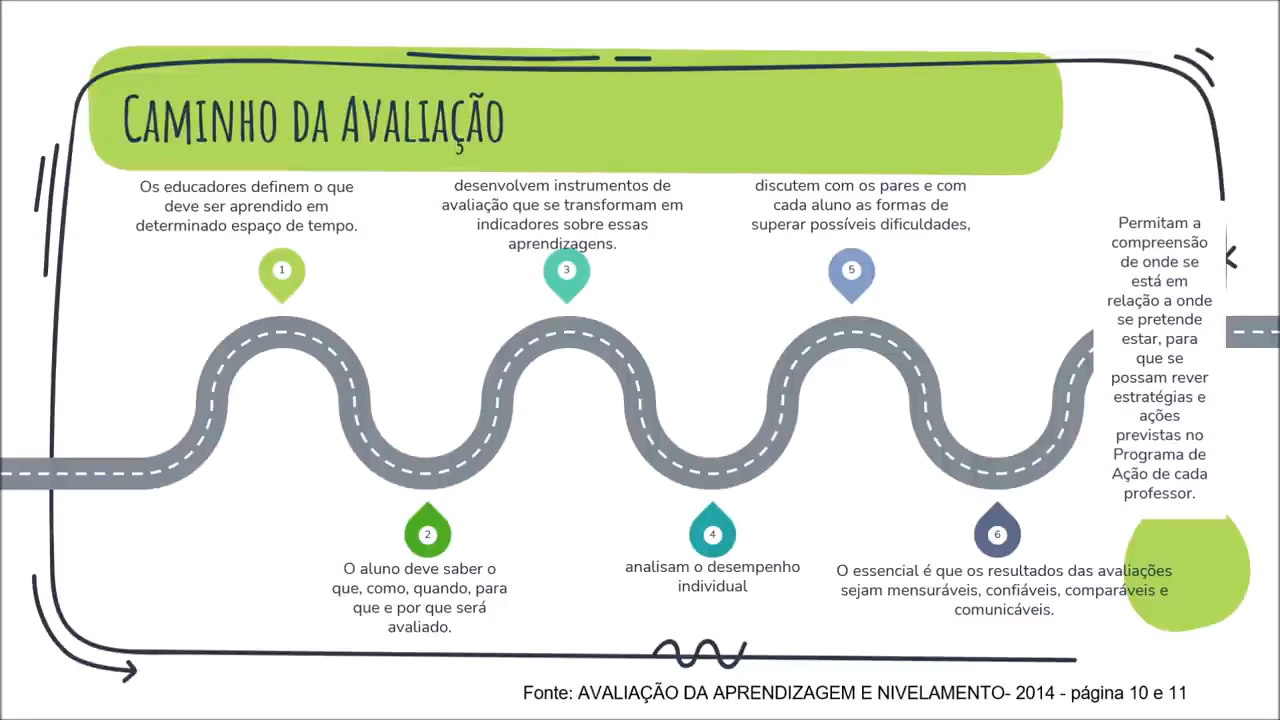 Caminho da Avaliação
Os educadores definem o que
deve ser aprendido em
determinado espaço de tempo.
1
2
O aluno deve saber o
que, como, quando, para
que e por que será
avaliado.
desenvolvem instrumentos de
avaliação que se transformam em
indicadores sobre essas
aprendizagens.
3
4
analisam o desempenho
individual
discutem com os pares e com
cada aluno as formas de
superar possíveis dificuldades,
5
6
O essencial é que os resultados das avaliações
sejam mensuráveis, confiáveis, comparáveis e
comunicáveis.
Permitam a
compreensão
de onde se
está em
relação a onde
se pretende
estar, para
que se
possam rever
estratégias e
ações
previstas no
Programa de
Ação de cada
professor.
Fonte: AVALIAÇÃO DA APRENDIZAGEM E NIVELAMENTO- 2014 - página 10 e 11